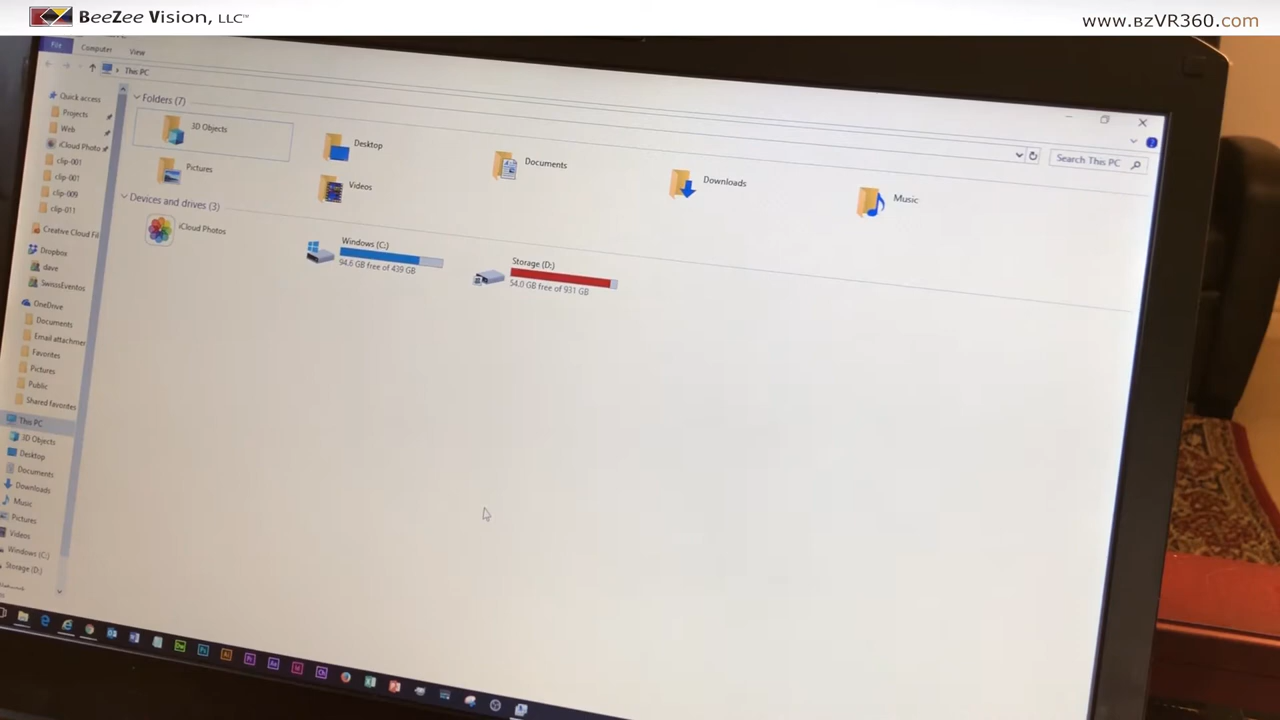 BEEZEE VISION, LLC™
www.BZVR360.com
File
Computer
View
This PC
Search This PC
Quick access
Projects
Web
iCloud Photo
clip-001
clip-001
clip-009
clip-011
Creative Cloud Fil
Dropbox
dave
SwissEventos
OneDrive
Documents
Email attachmer
Favorites
Pictures
Public
Shared favorites
This PC
3D Objects
Desktop
Documents
Downloads
Music
Pictures
Videos
Windows (C:)
Storage (D:)
Folders (7)
3D Objects
Desktop
Documents
Downloads
Music
Pictures
Videos
Devices and drives (3)
iCloud Photos
Windows (C:)
94.6 GB free of 439 GB
Storage (D:)
54.0 GB free of 931 GB